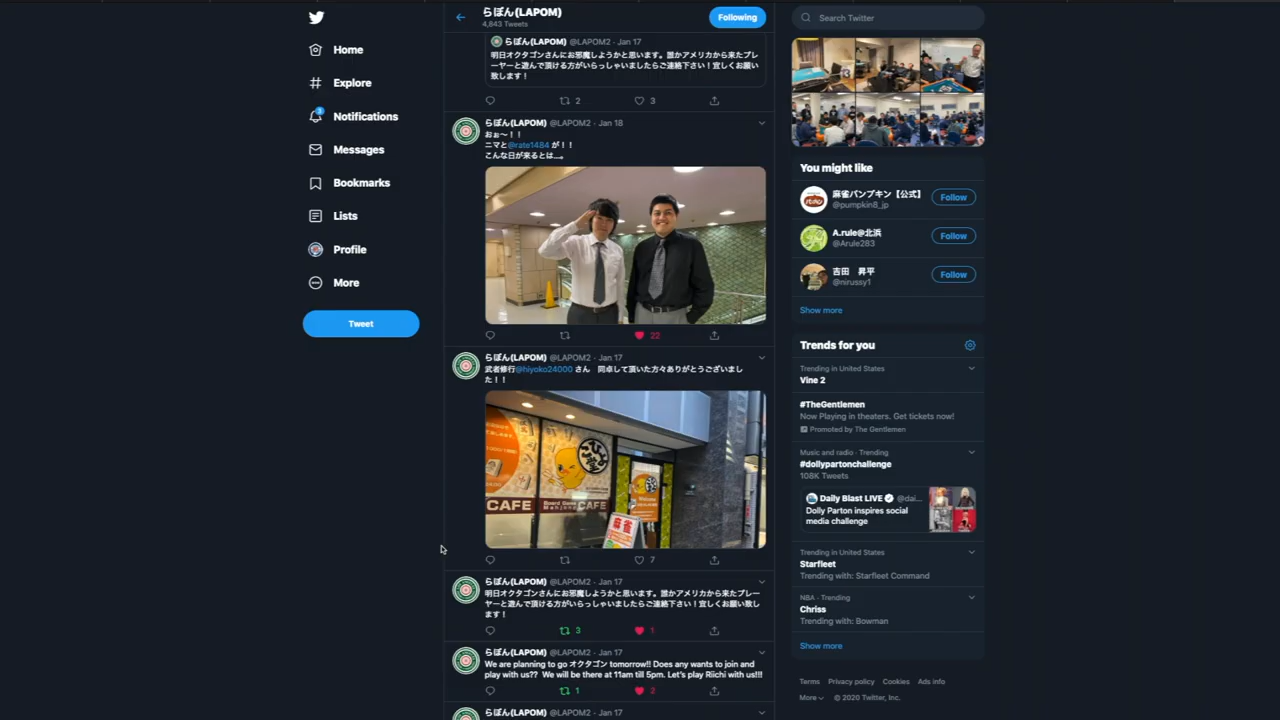 Home
Explore
Notifications
Messages
Bookmarks
Lists
Profile
More
Tweet
らぽん(LAPOM)
4,643 Tweets
Following
らぽん(LAPOM) @LAPOM2 · Jan 17
明日オクタゴンさんにお邪魔しようかと思います。誰かアメリカから来たプレ
ーヤーと遊んで頂ける方がいらっしゃいましたらご連絡下さい！宜しくお願い
致します！
2
3
らぽん(LAPOM) @LAPOM2 · Jan 18
おぉ〜！！
ニマと@rate1484 が！！
こんな日が来るとは...。
22
らぽん(LAPOM) @LAPOM2 · Jan 17
武者修行@hiyoko24000 さん　同卓して頂いた方々ありがとうございまし
た！！
CAFE
Board Game
Mahjong
CAFE
Welcome
麻雀
7
らぽん(LAPOM) @LAPOM2 · Jan 17
明日オクタゴンさんにお邪魔しようかと思います。誰かアメリカから来たプレー
ヤーと遊んで頂ける方がいらっしゃいましたらご連絡下さい！宜しくお願い致し
ます！
3
1
らぽん(LAPOM) @LAPOM2 · Jan 17
We are planning to go オクタゴン tomorrow!! Does any wants to join and
play with us?? We will be there at 11am till 5pm. Let's play Riichi with us!!!
1
2
らぽん(LAPOM) @LAPOM2 · Jan 17
Search Twitter
You might like
麻雀パンプキン【公式】
@pumpkin8_jp
Follow
A.rule@北浜
@Arule283
Follow
吉田　昇平
@nirussy1
Follow
Show more
Trends for you
Trending in United States
Vine 2
#TheGentlemen
Now Playing in theaters. Get tickets now!
Promoted by The Gentlemen
Music and radio · Trending
#dollypartonchallenge
108K Tweets
Daily Blast LIVE @dai...
Dolly Parton inspires social
media challenge
Trending in United States
Starfleet
Trending with: Starfleet Command
NBA · Trending
Chriss
Trending with: Bowman
Show more
Terms Privacy policy Cookies Ads info
More © 2020 Twitter, Inc.